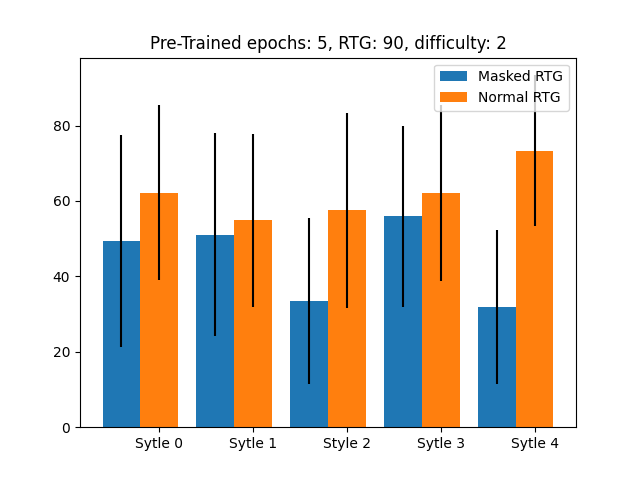 Pre-Trained epochs: 5, RTG: 90, difficulty: 2
Masked RTG
Normal RTG
80
60
40
20
0
Sytle 0
Sytle 1
Style 2
Sytle 3
Sytle 4